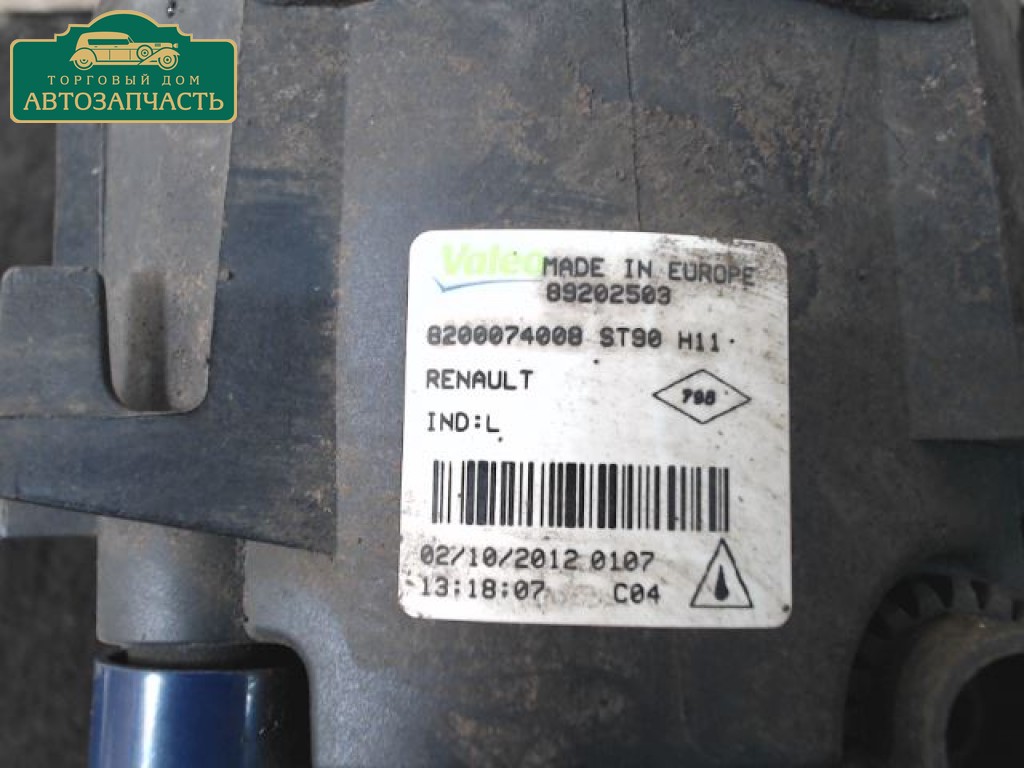 ТОРГОВЫЙ ДОМ
АВТОЗАПЧАСТЬ
Valeo MADE IN EUROPE
89202503
8200074008 ST90 H11
RENAULT
798
IND:L
02/10/2012 0107
13:18:07 C04